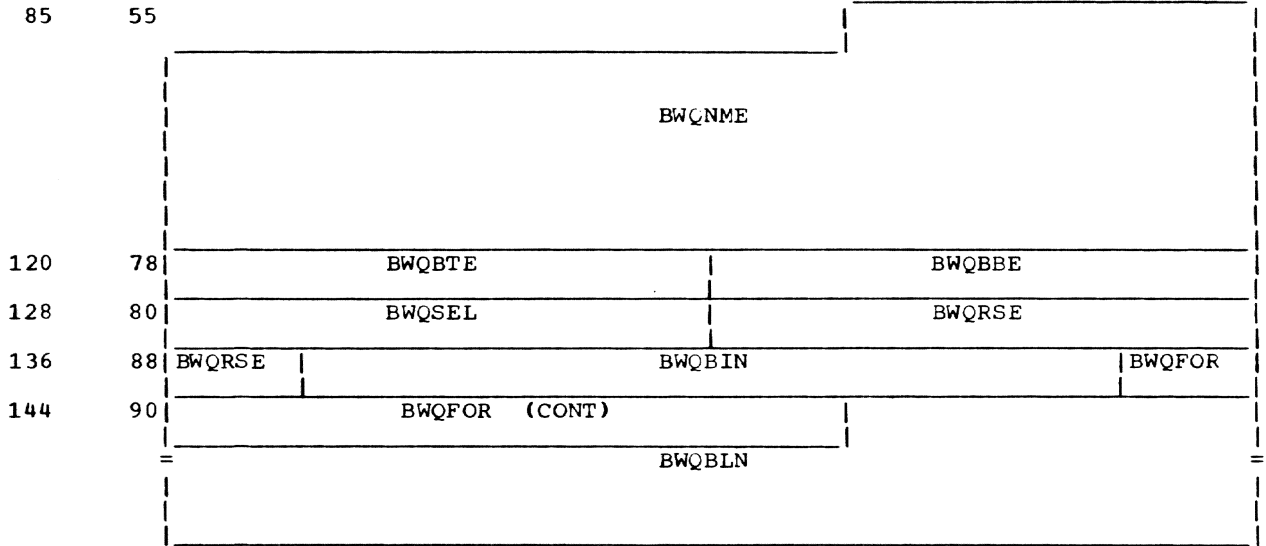 85 55
BWQNME
120 78 BWQBTE BWQBBE
128 80 BWQSEL BWQRSE
136 88 BWQRSE BWQBIN BWQFOR
144 90 BWQFOR (CONT)
= BWQBLN =